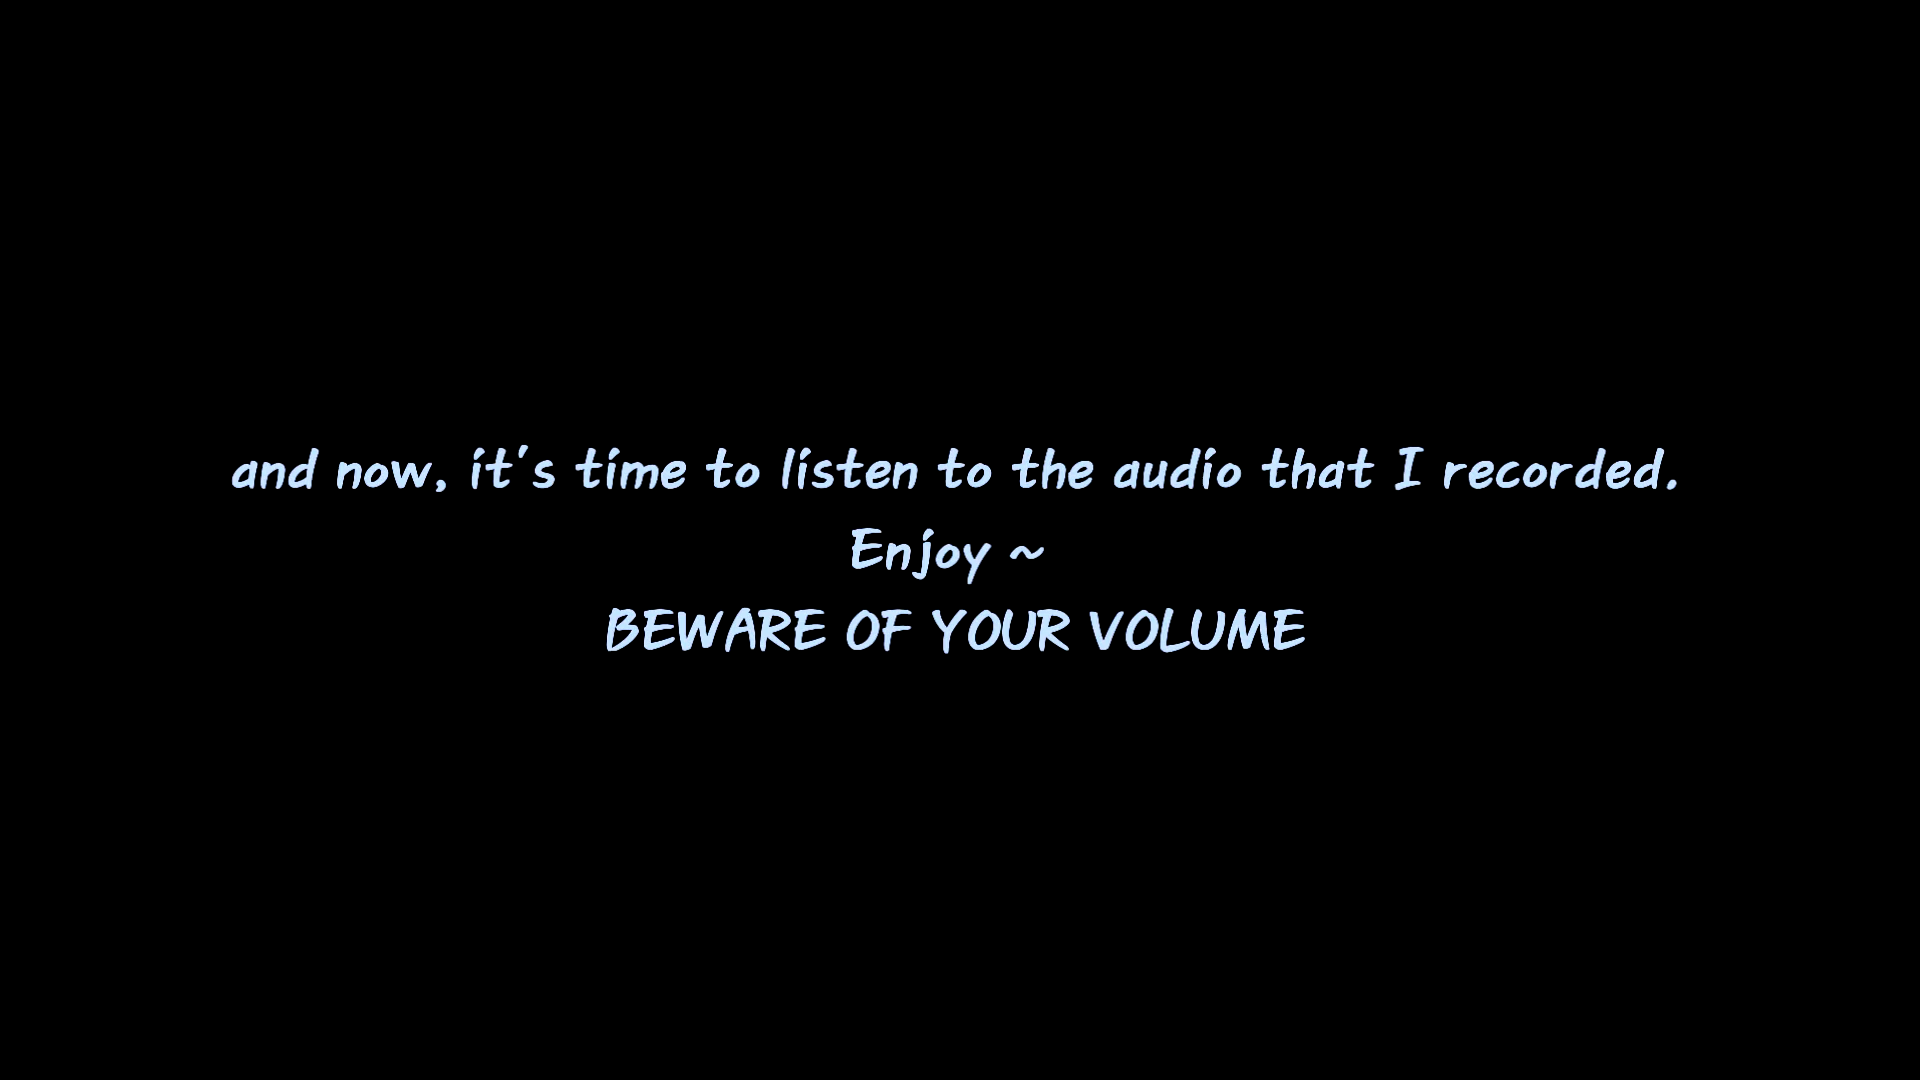 and now, it's time to listen to the audio that I recorded.
Enjoy ~
BEWARE OF YOUR VOLUME